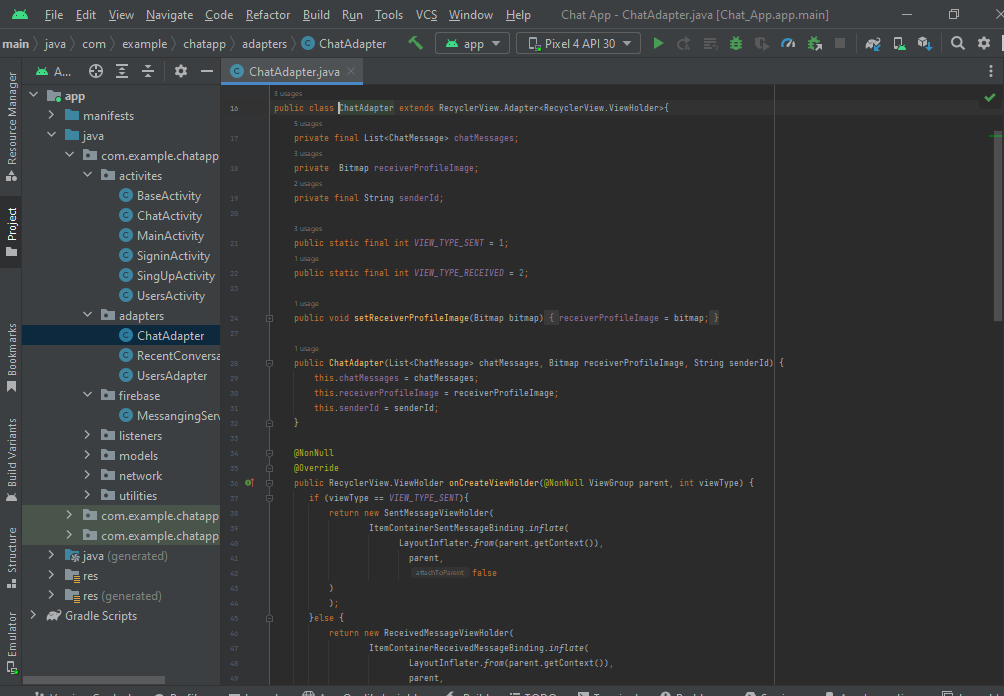 File Edit View Navigate Code Refactor Build Run Tools VCS Window Help Chat App - ChatAdapter.java [Chat_App.app.main]
main java com example chatapp adapters ChatAdapter app Pixel 4 API 30
A... ChatAdapter.java
Resource Manager
Project
Bookmarks
Build Variants
Structure
Emulator
app
manifests
java
com.example.chatapp
activites
BaseActivity
ChatActivity
MainActivity
SigninActivity
SingUpActivity
UsersActivity
adapters
ChatAdapter
RecentConversa
UsersAdapter
firebase
MessangingServ
listeners
models
network
utilities
com.example.chatapp
com.example.chatapp
java (generated)
res
res (generated)
Gradle Scripts
3 usages
16 public class ChatAdapter extends RecyclerView.Adapter<RecyclerView.ViewHolder>{
5 usages
17 private final List<ChatMessage> chatMessages;
3 usages
18 private Bitmap receiverProfileImage;
2 usages
19 private final String senderId;
20
3 usages
21 public static final int VIEW_TYPE_SENT = 1;
1 usage
22 public static final int VIEW_TYPE_RECEIVED = 2;
23
1 usage
24 public void setReceiverProfileImage(Bitmap bitmap) { receiverProfileImage = bitmap; }
27
1 usage
28 public ChatAdapter(List<ChatMessage> chatMessages, Bitmap receiverProfileImage, String senderId) {
29 this.chatMessages = chatMessages;
30 this.receiverProfileImage = receiverProfileImage;
31 this.senderId = senderId;
32 }
33
34 @NonNull
35 @Override
36 public RecyclerView.ViewHolder onCreateViewHolder(@NonNull ViewGroup parent, int viewType) {
37 if (viewType == VIEW_TYPE_SENT){
38 return new SentMessageViewHolder(
39 ItemContainerSentMessageBinding.inflate(
40 LayoutInflater.from(parent.getContext()),
41 parent,
42 attachToParent: false
43 )
44 );
45 }else {
46 return new ReceivedMessageViewHolder(
47 ItemContainerReceivedMessageBinding.inflate(
48 LayoutInflater.from(parent.getContext()),
49 parent,